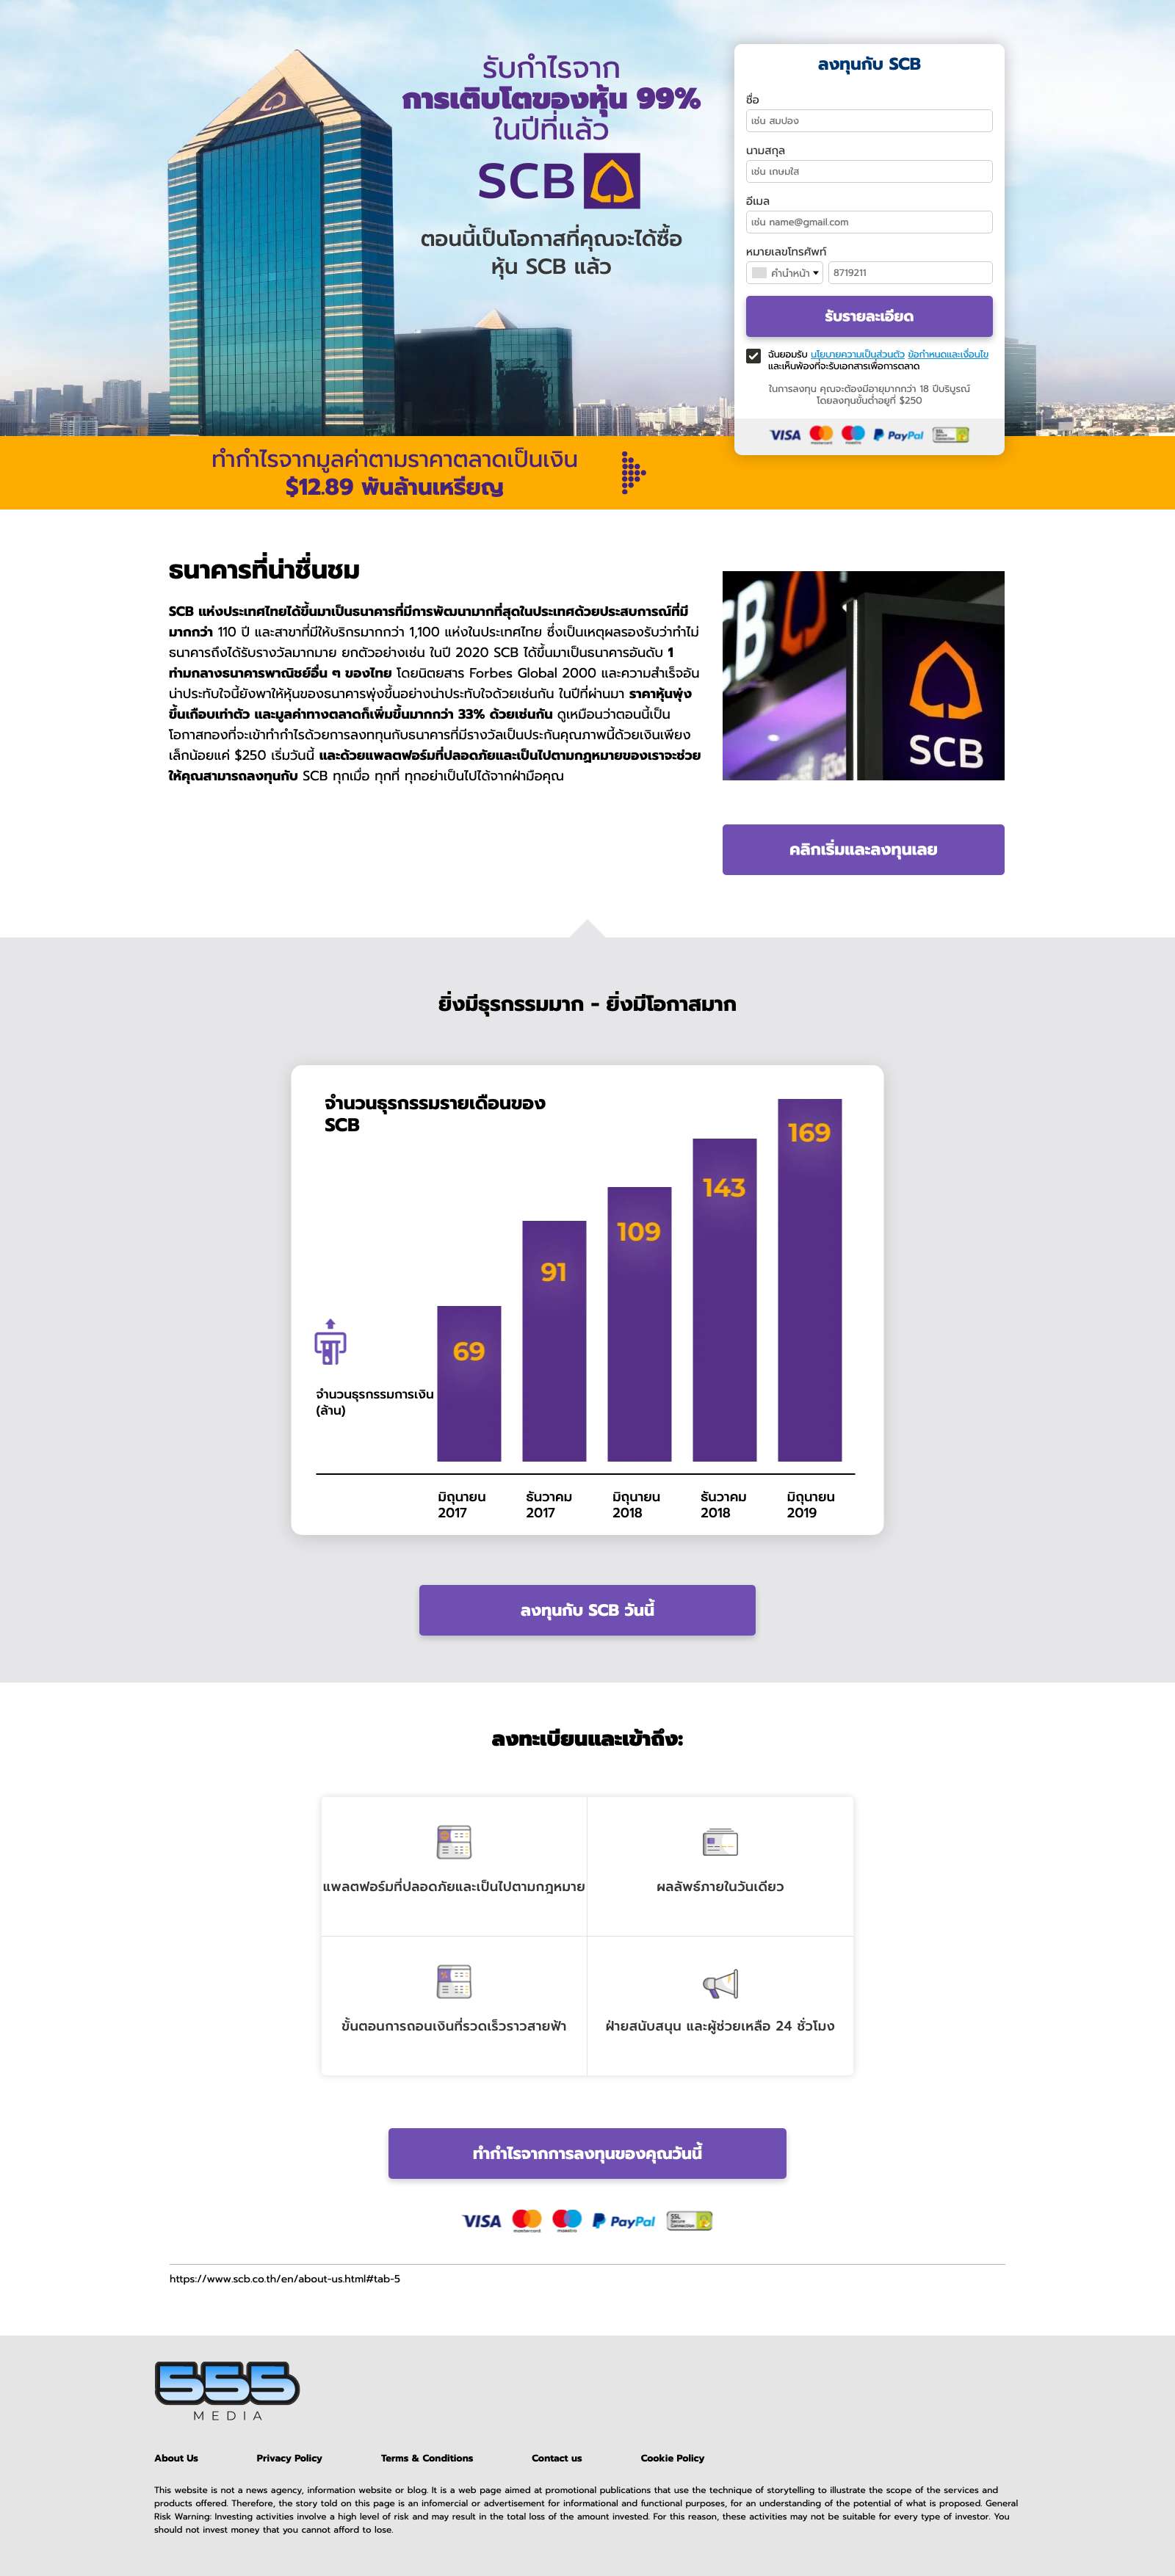 รับกำไรจาก
การเติบโตของหุ้น 99%
ในปีที่แล้ว
SCB
ตอนนี้เป็นโอกาสที่คุณจะได้ซื้อ
หุ้น SCB แล้ว
ลงทุนกับ SCB
ชื่อ
เช่น สมปอง
นามสกุล
เช่น เกษมใส
อีเมล
เช่น name@gmail.com
หมายเลขโทรศัพท์
คำนำหน้า 8719211
รับรายละเอียด
ฉันยอมรับ นโยบายความเป็นส่วนตัว ข้อกำหนดและเงื่อนไข
และเห็นพ้องที่จะรับเอกสารเพื่อการตลาด
ในการลงทุน คุณจะต้องมีอายุมากกว่า 18 ปีบริบูรณ์
โดยลงทุนขั้นต่ำอยู่ที่ $250
VISA mastercard maestro PayPal SSL Secure Connection
ทำกำไรจากมูลค่าตามราคาตลาดเป็นเงิน
$12.89 พันล้านเหรียญ
ธนาคารที่น่าชื่นชม
SCB แห่งประเทศไทยได้ขึ้นมาเป็นธนาคารที่มีการพัฒนามากที่สุดในประเทศด้วยประสบการณ์ที่มี
มากกว่า 110 ปี และสาขาที่มีให้บริกรมากกว่า 1,100 แห่งในประเทศไทย ซึ่งเป็นเหตุผลรองรับว่าทำไม่
ธนาคารถึงได้รับรางวัลมากมาย ยกตัวอย่างเช่น ในปี 2020 SCB ได้ขึ้นมาเป็นธนาคารอันดับ 1
ท่ามกลางธนาคารพาณิชย์อื่น ๆ ของไทย โดยนิตยสาร Forbes Global 2000 และความสำเร็จอัน
น่าประทับใจนี้ยังพาให้หุ้นของธนาคารพุ่งขึ้นอย่างน่าประทับใจด้วยเช่นกัน ในปีที่ผ่านมา ราคาหุ้นพุ่ง
ขึ้นเกือบเท่าตัว และมูลค่าทางตลาดก็เพิ่มขึ้นมากกว่า 33% ด้วยเช่นกัน ดูเหมือนว่าตอนนี้เป็น
โอกาสทองที่จะเข้าทำกำไรด้วยการลงททุนกับธนาคารที่มีรางวัลเป็นประกันคุณภาพนี้ด้วยเงินเพียง
เล็กน้อยแค่ $250 เริ่มวันนี้ และด้วยแพลตฟอร์มที่ปลอดภัยและเป็นไปตามกฎหมายของเราจะช่วย
ให้คุณสามารถลงทุนกับ SCB ทุกเมื่อ ทุกที่ ทุกอย่าเป็นไปได้จากฝ่ามือคุณ
CB
SCB
คลิกเริ่มและลงทุนเลย
ยิ่งมีธุรกรรมมาก - ยิ่งมีโอกาสมาก
จำนวนธุรกรรมรายเดือนของ
SCB
169
143
109
91
69
จำนวนธุรกรรมการเงิน
(ล้าน)
มิถุนายน ธันวาคม มิถุนายน ธันวาคม มิถุนายน
2017 2017 2018 2018 2019
ลงทุนกับ SCB วันนี้
ลงทะเบียนและเข้าถึง:
แพลตฟอร์มที่ปลอดภัยและเป็นไปตามกฎหมาย ผลลัพธ์ภายในวันเดียว
ขั้นตอนการถอนเงินที่รวดเร็วราวสายฟ้า ฝ่ายสนับสนุน และผู้ช่วยเหลือ 24 ชั่วโมง
ทำกำไรจากการลงทุนของคุณวันนี้
VISA mastercard maestro PayPal SSL Secure Connection
https://www.scb.co.th/en/about-us.html#tab-5
555
MEDIA
About Us Privacy Policy Terms & Conditions Contact us Cookie Policy
This website is not a news agency, information website or blog. It is a web page aimed at promotional publications that use the technique of storytelling to illustrate the scope of the services and
products offered. Therefore, the story told on this page is an infomercial or advertisement for informational and functional purposes, for an understanding of the potential of what is proposed. General
Risk Warning: Investing activities involve a high level of risk and may result in the total loss of the amount invested. For this reason, these activities may not be suitable for every type of investor. You
should not invest money that you cannot afford to lose.